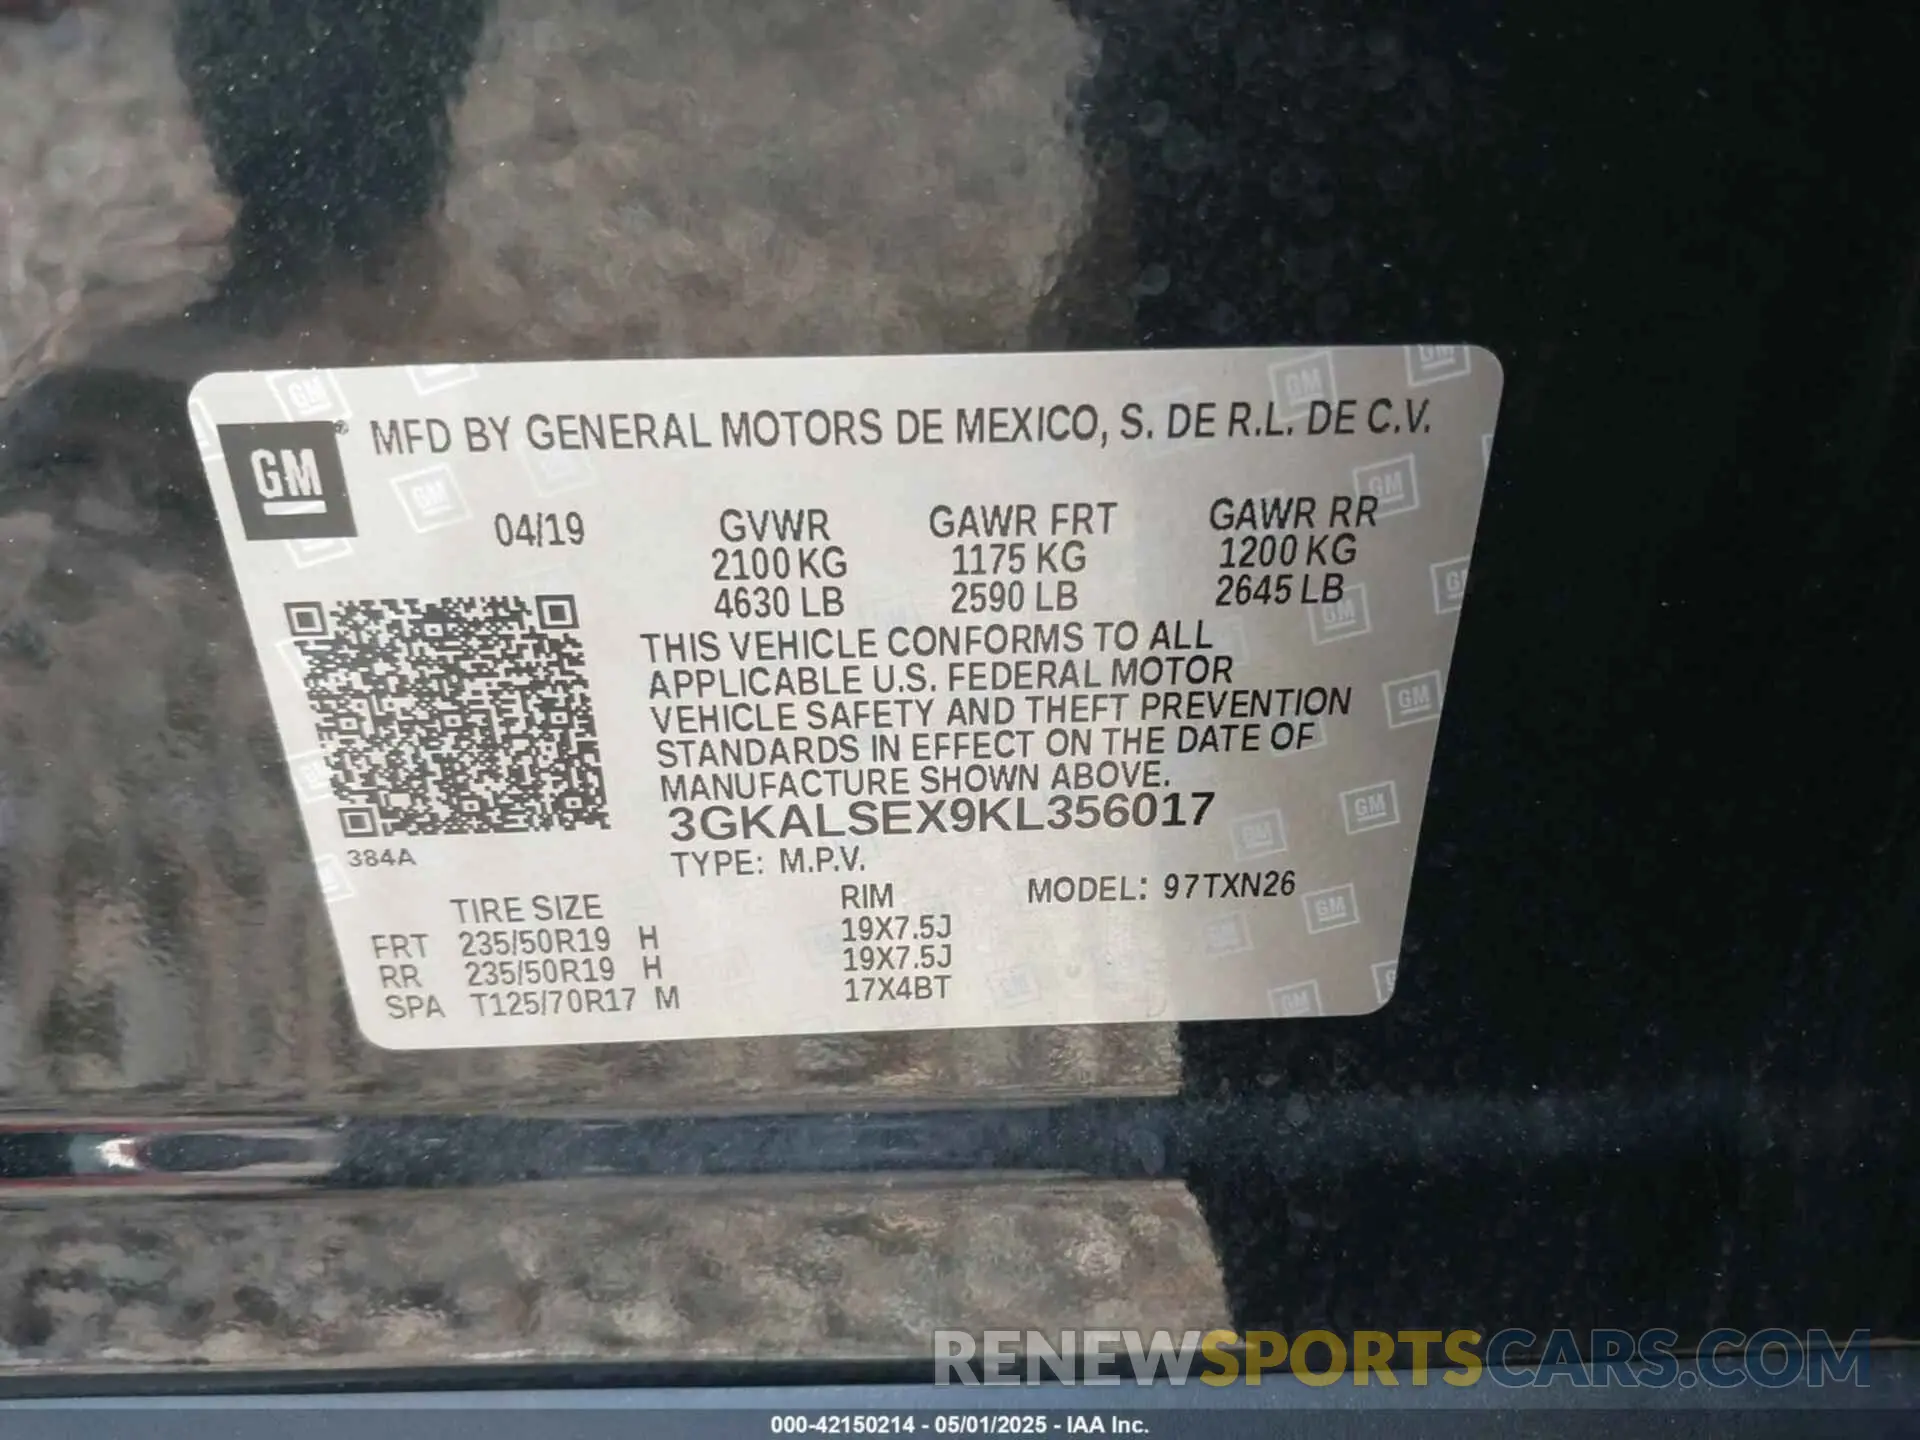 GM ® MFD BY GENERAL MOTORS DE MEXICO, S. DE R.L. DE C.V.
04/19 GVWR GAWR FRT GAWR RR
2100 KG 1175 KG 1200 KG
4630 LB 2590 LB 2645 LB
THIS VEHICLE CONFORMS TO ALL
APPLICABLE U.S. FEDERAL MOTOR
VEHICLE SAFETY AND THEFT PREVENTION
STANDARDS IN EFFECT ON THE DATE OF
MANUFACTURE SHOWN ABOVE.
3GKALSEX9KL356017
384A
TYPE: M.P.V.
TIRE SIZE RIM MODEL: 97TXN26
FRT 235/50R19 H 19X7.5J
RR 235/50R19 H 19X7.5J
SPA T125/70R17 M 17X4BT
RENEWSPORTSCARS.COM
000-42150214 - 05/01/2025 - IAA Inc.